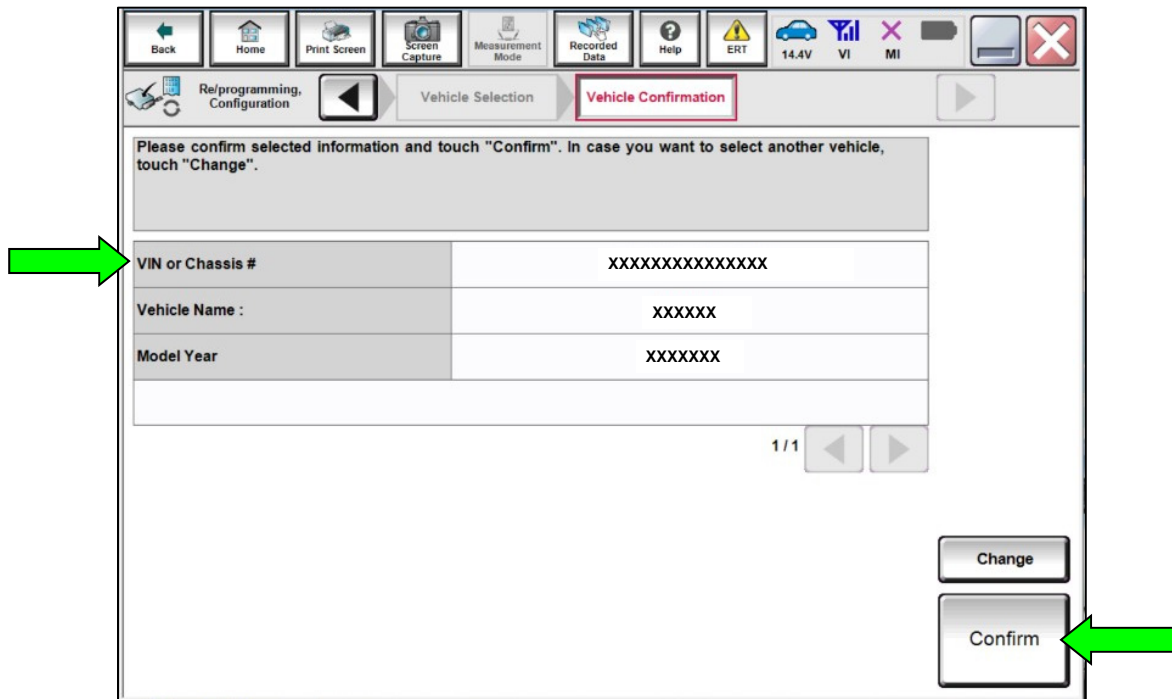 Back
Home
Print Screen
Screen
Capture
Measurement
Mode
Recorded
Data
Help
ERT
14.4V
VI
MI
Re/programming,
Configuration
Vehicle Selection
Vehicle Confirmation
Please confirm selected information and touch "Confirm". In case you want to select another vehicle,
touch "Change".
VIN or Chassis #
XXXXXXXXXXXXXXX
Vehicle Name :
XXXXXX
Model Year
XXXXXXX
1/1
Change
Confirm